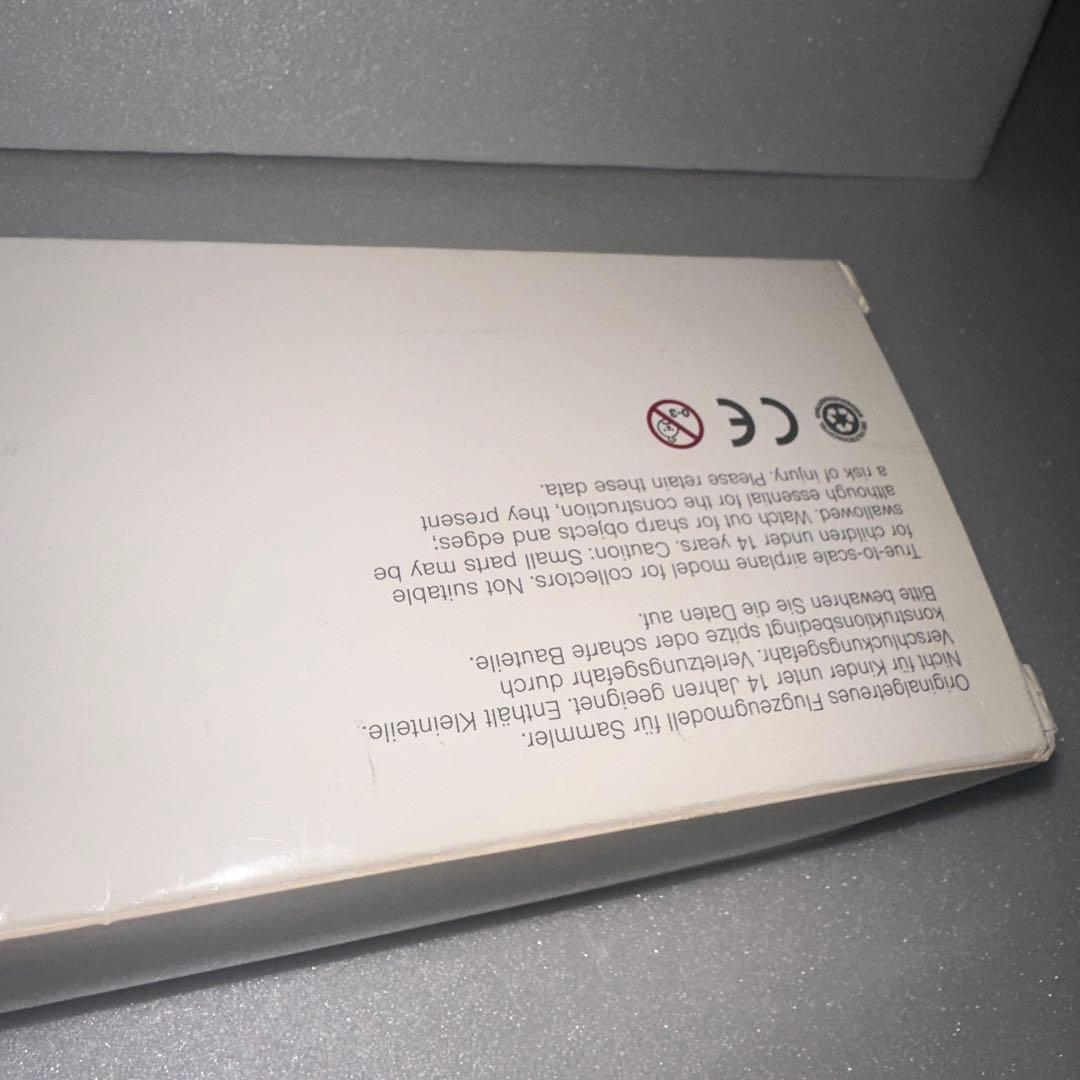 Originalgetreues Flugzeugmodell für Sammler.
Nicht für Kinder unter 14 Jahren geeignet. Enthält Kleinteile.
Verschluckungsgefahr. Verletzungsgefahr durch
konstruktionsbedingt spitze oder scharfe Bauteile.
Bitte bewahren Sie die Daten auf.
True-to-scale airplane model for collectors. Not suitable
for children under 14 years. Caution: Small parts may be
swallowed. Watch out for sharp objects and edges;
although essential for the construction, they present
a risk of injury. Please retain these data.
CE
0-3